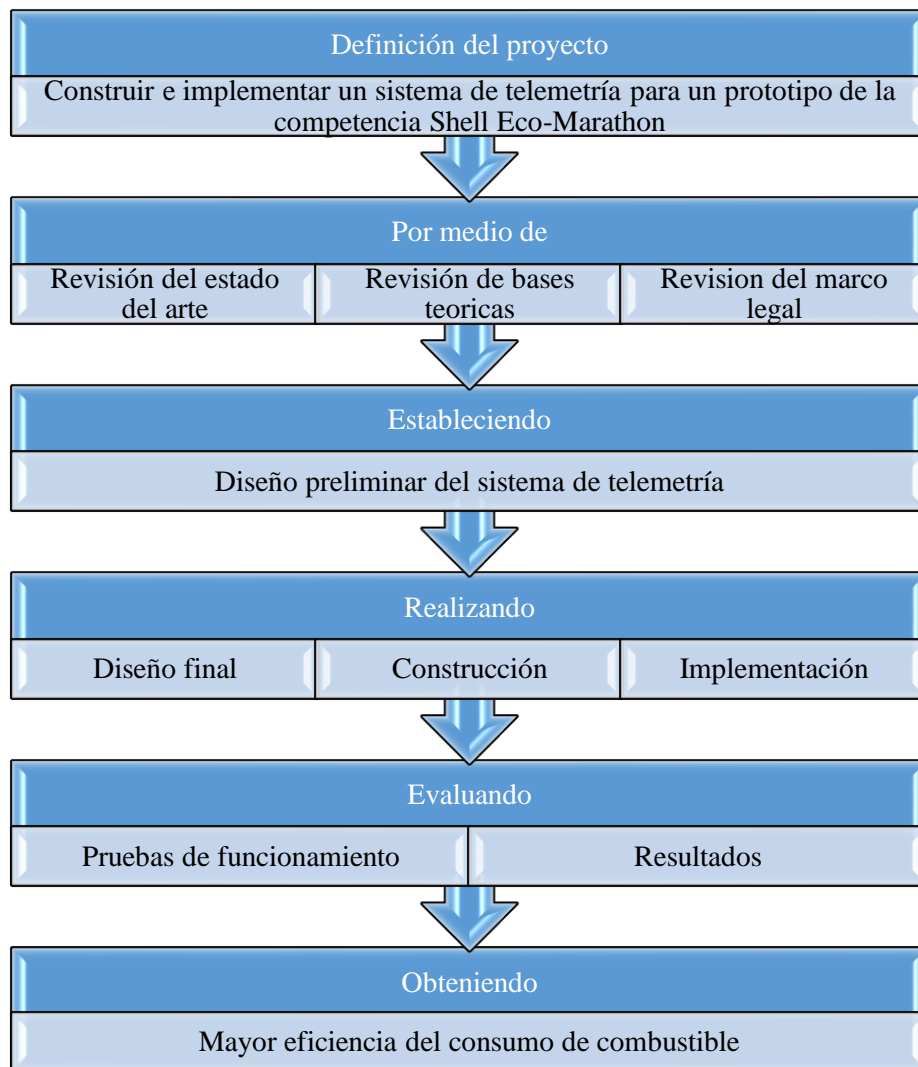 Definición del proyecto
Construir e implementar un sistema de telemetría para un prototipo de la
competencia Shell Eco-Marathon
Por medio de
Revisión del estado
del arte
Revisión de bases
teoricas
Revision del marco
legal
Estableciendo
Diseño preliminar del sistema de telemetría
Realizando
Diseño final
Construcción
Implementación
Evaluando
Pruebas de funcionamiento
Resultados
Obteniendo
Mayor eficiencia del consumo de combustible